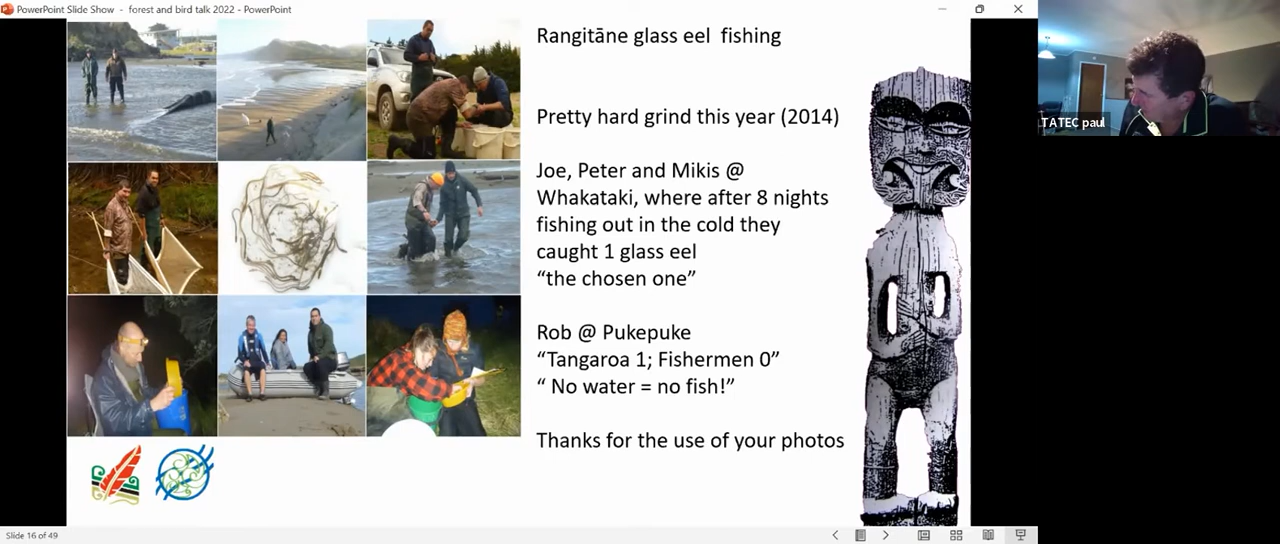 PowerPoint Slide Show - forest and bird talk 2022 - PowerPoint
Rangitāne glass eel fishing
Pretty hard grind this year (2014)
Joe, Peter and Mikis @
Whakataki, where after 8 nights
fishing out in the cold they
caught 1 glass eel
“the chosen one”
Rob @ Pukepuke
“Tangaroa 1; Fishermen 0”
“ No water = no fish!”
Thanks for the use of your photos
TATEC paul
Slide 16 of 49